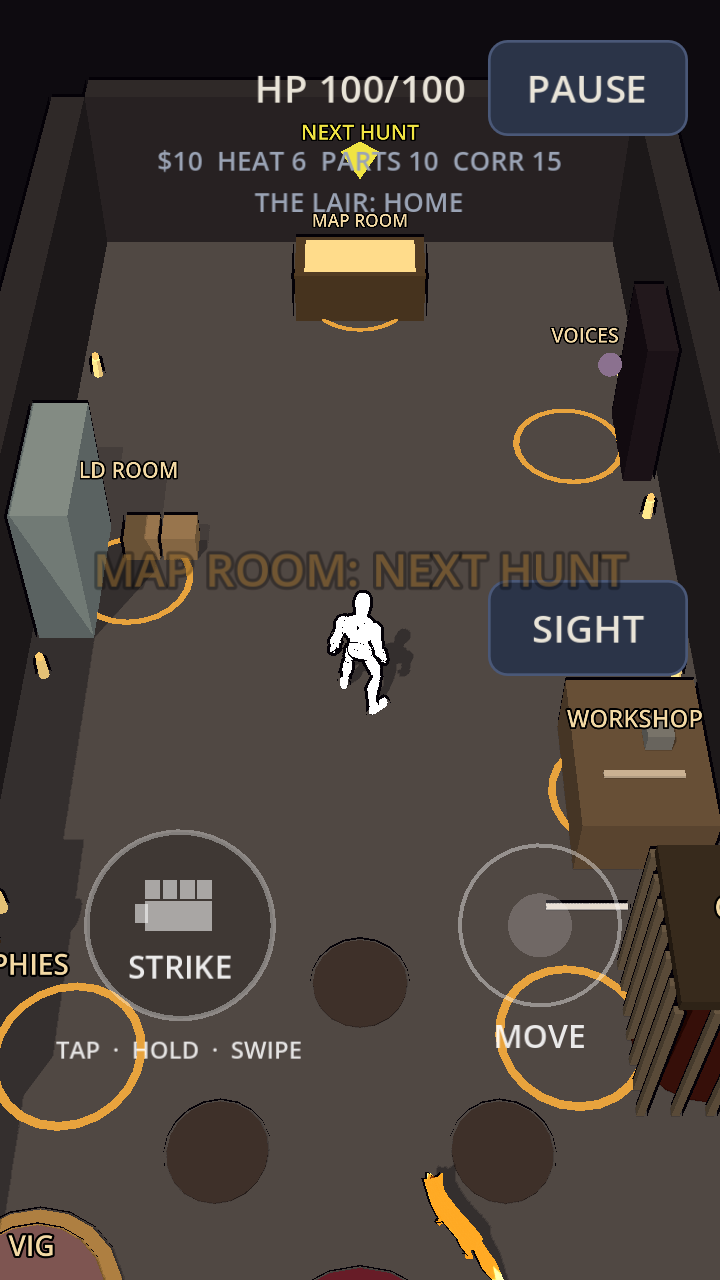 HP 100/100
PAUSE
NEXT HUNT
$10 HEAT 6 PARTS 10 CORR 15
THE LAIR: HOME
MAP ROOM
VOICES
LD ROOM
MAP ROOM: NEXT HUNT
SIGHT
WORKSHOP
PHIES
STRIKE
MOVE
TAP · HOLD · SWIPE
VIG